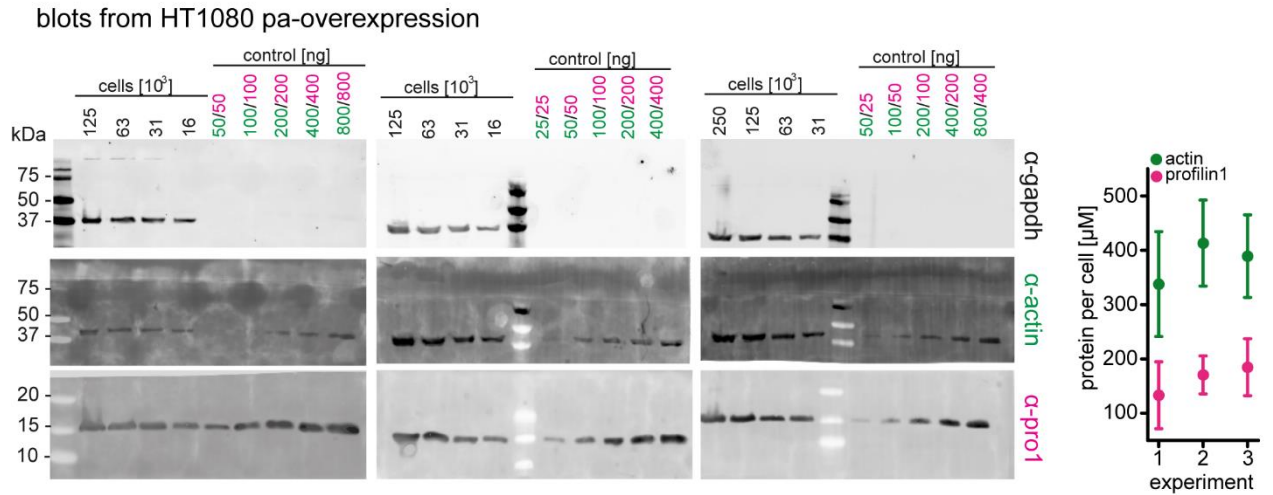 blots from HT1080 pa-overexpression
control [ng]
cells [10³]
125 63 31 16 50/50 100/100 200/200 400/400 800/800
control [ng]
cells [10³]
125 63 31 16 25/25 50/50 100/100 200/200 400/400
control [ng]
cells [10³]
250 125 63 31 50/25 100/50 200/100 400/200 800/400
kDa
75
50
37
α-gapdh
75
50
37
α-actin
20
15
10
α-pro1
actin
profilin1
protein per cell [µM]
500
400
300
200
100
1 2 3
experiment